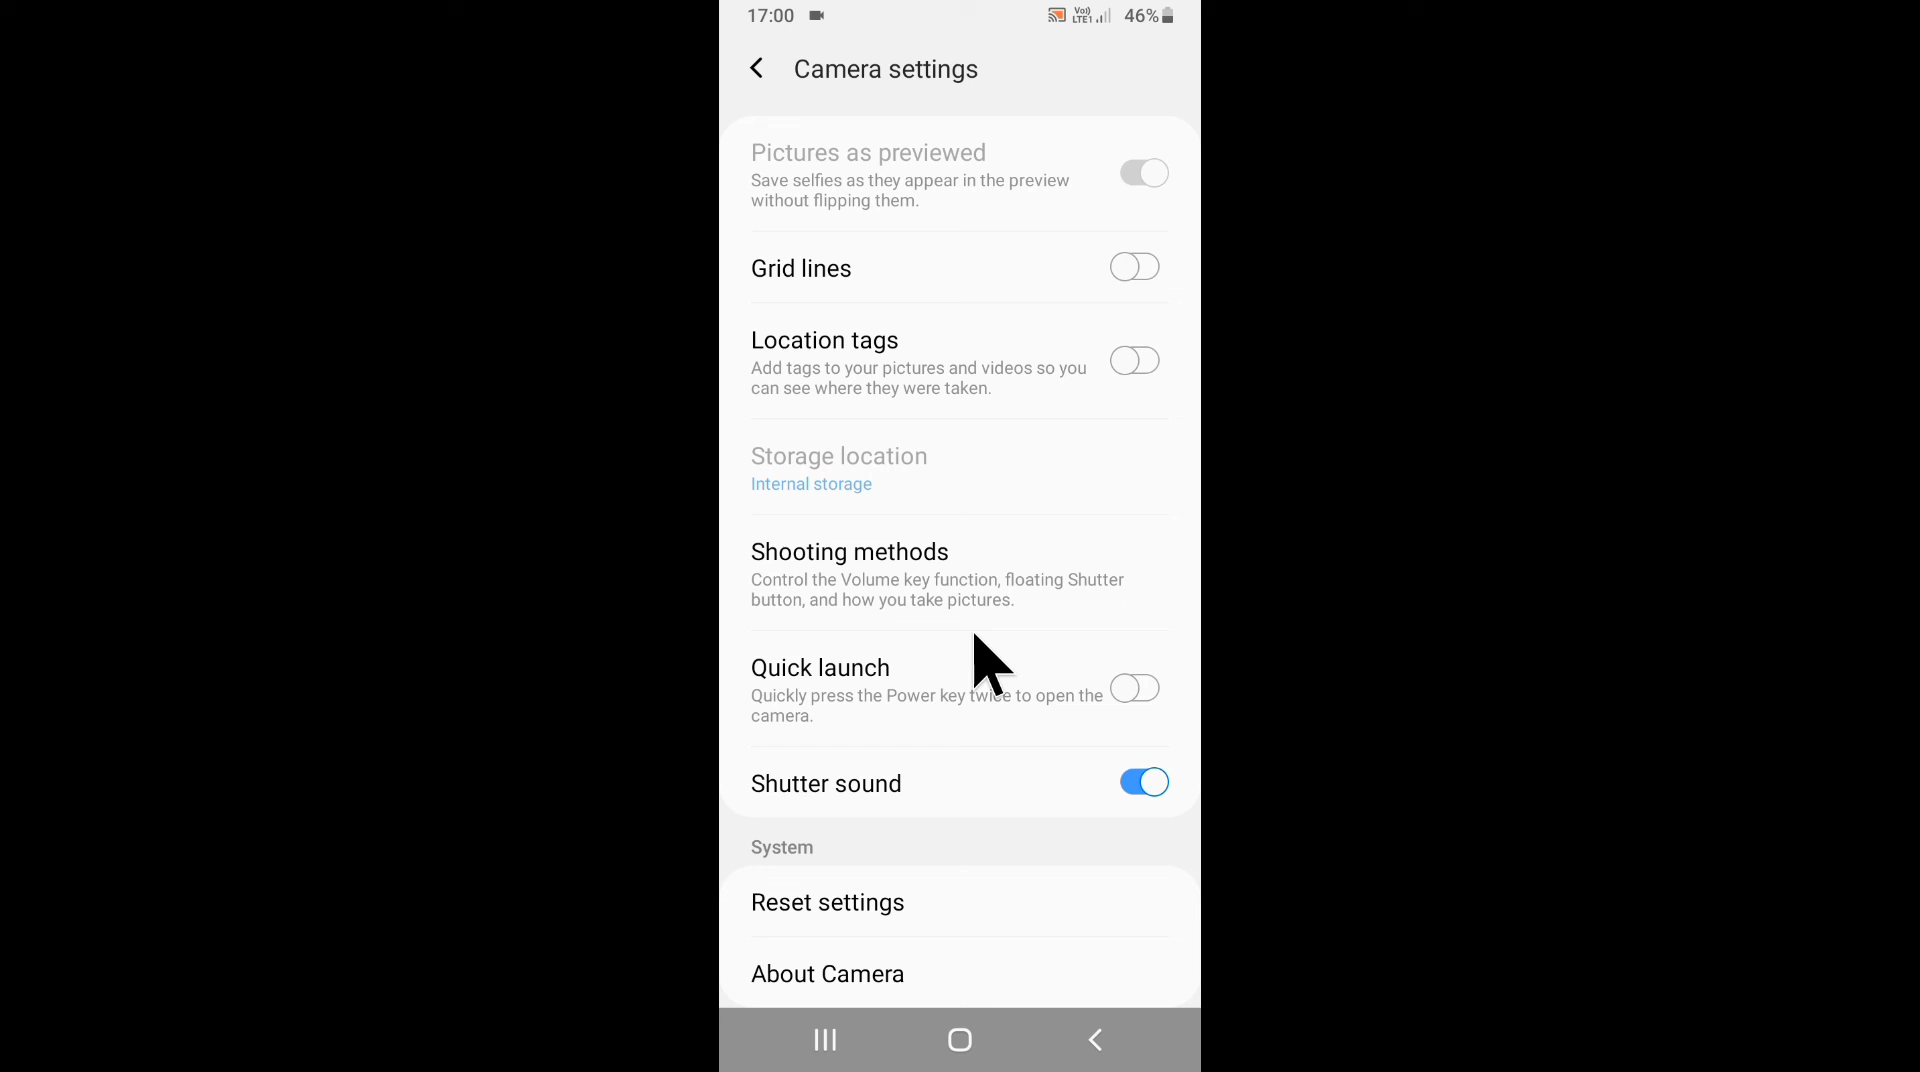 17:00
Vo)
LTE1
46%
Camera settings
Pictures as previewed
Save selfies as they appear in the preview
without flipping them.
Grid lines
Location tags
Add tags to your pictures and videos so you
can see where they were taken.
Storage location
Internal storage
Shooting methods
Control the Volume key function, floating Shutter
button, and how you take pictures.
Quick launch
Quickly press the Power key twice to open the
camera.
Shutter sound
System
Reset settings
About Camera